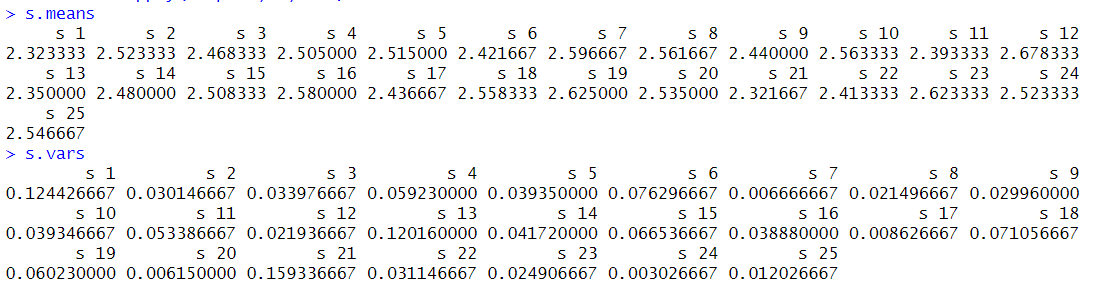 > s.means
s 1 s 2 s 3 s 4 s 5 s 6 s 7 s 8 s 9 s 10 s 11 s 12
2.323333 2.523333 2.468333 2.505000 2.515000 2.421667 2.596667 2.561667 2.440000 2.563333 2.393333 2.678333
s 13 s 14 s 15 s 16 s 17 s 18 s 19 s 20 s 21 s 22 s 23 s 24
2.350000 2.480000 2.508333 2.580000 2.436667 2.558333 2.625000 2.535000 2.321667 2.413333 2.623333 2.523333
s 25
2.546667
> s.vars
s 1 s 2 s 3 s 4 s 5 s 6 s 7 s 8 s 9
0.124426667 0.030146667 0.033976667 0.059230000 0.039350000 0.076296667 0.006666667 0.021496667 0.029960000
s 10 s 11 s 12 s 13 s 14 s 15 s 16 s 17 s 18
0.039346667 0.053386667 0.021936667 0.120160000 0.041720000 0.066536667 0.038880000 0.008626667 0.071056667
s 19 s 20 s 21 s 22 s 23 s 24 s 25
0.060230000 0.006150000 0.159336667 0.031146667 0.024906667 0.003026667 0.012026667